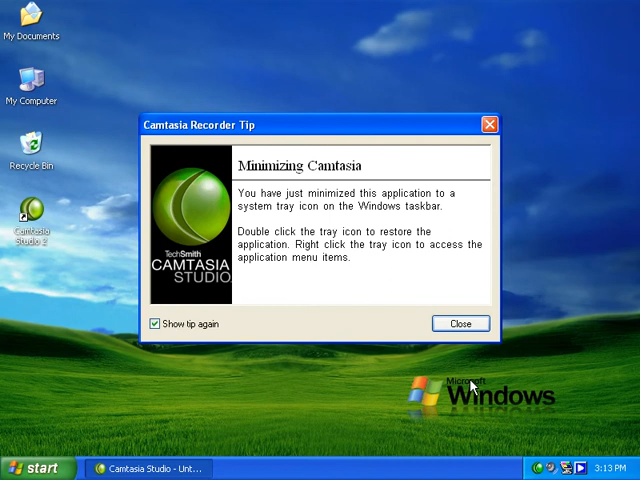 My Documents
My Computer
Recycle Bin
Camtasia
Studio 2
Camtasia Recorder Tip
Minimizing Camtasia
You have just minimized this application to a
system tray icon on the Windows taskbar.
Double click the tray icon to restore the
application. Right click the tray icon to access the
application menu items.
TechSmith
CAMTASIA
STUDIO
Show tip again
Close
Microsoft
Windows
start
Camtasia Studio - Unt...
3:13 PM